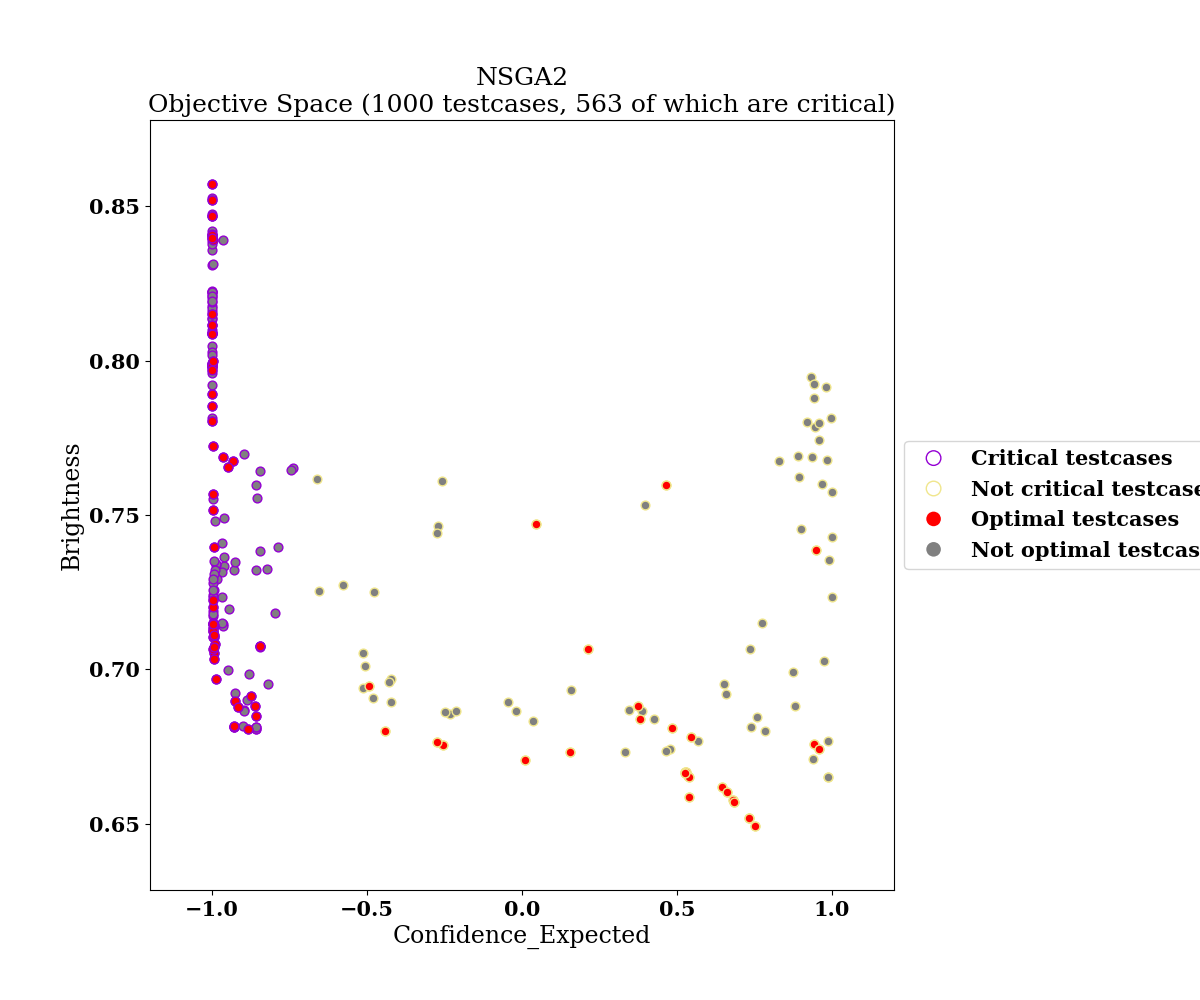 NSGA2
Objective Space (1000 testcases, 563 of which are critical)
0.85
0.80
0.75
0.70
0.65
Brightness
−1.0
−0.5
0.0
0.5
1.0
Confidence_Expected
Critical testcases
Not critical testcase
Optimal testcases
Not optimal testcas